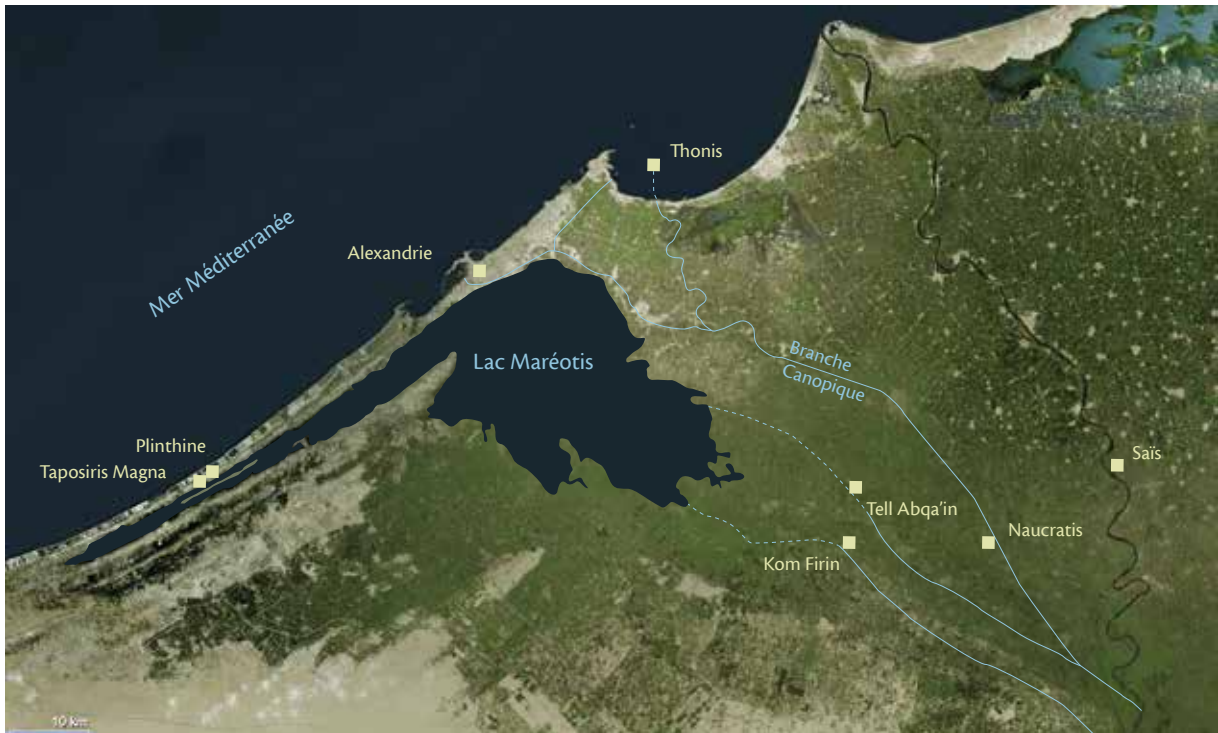 Thonis
Alexandrie
Mer Méditerranée
Lac Maréotis
Branche
Canopique
Plinthine
Taposiris Magna
Saïs
Tell Abqa’in
Naucratis
Kom Firin
10 km